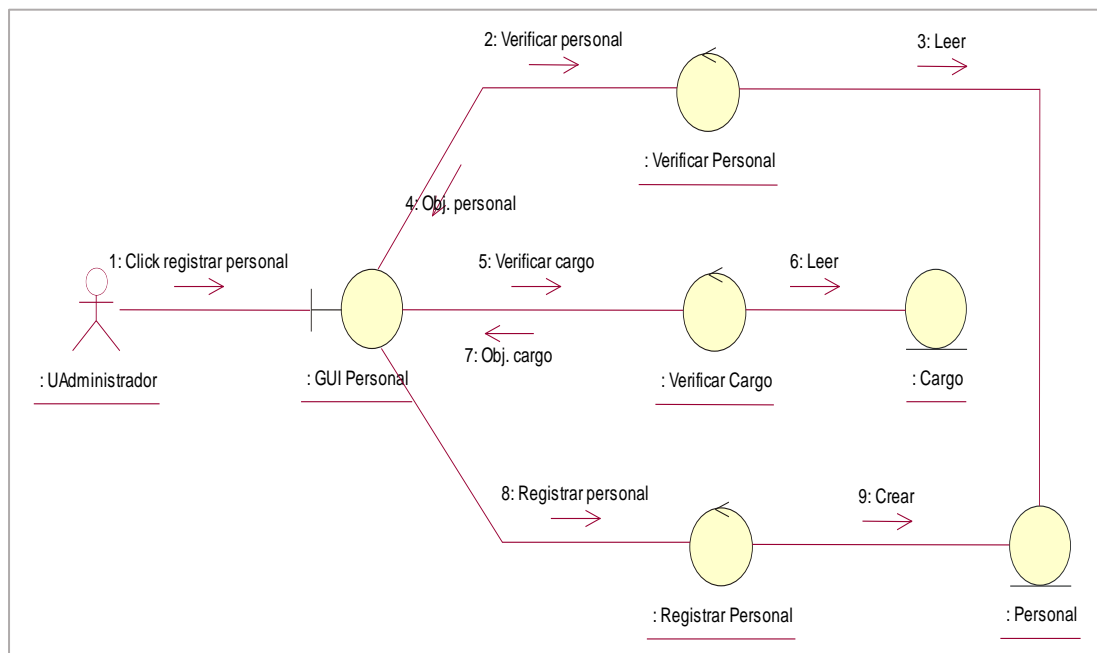 2: Verificar personal
3: Leer
: Verificar Personal
4: Obj. personal
1: Click registrar personal
5: Verificar cargo
6: Leer
7: Obj. cargo
: UAdministrador
: GUI Personal
: Verificar Cargo
: Cargo
8: Registrar personal
9: Crear
: Registrar Personal
: Personal